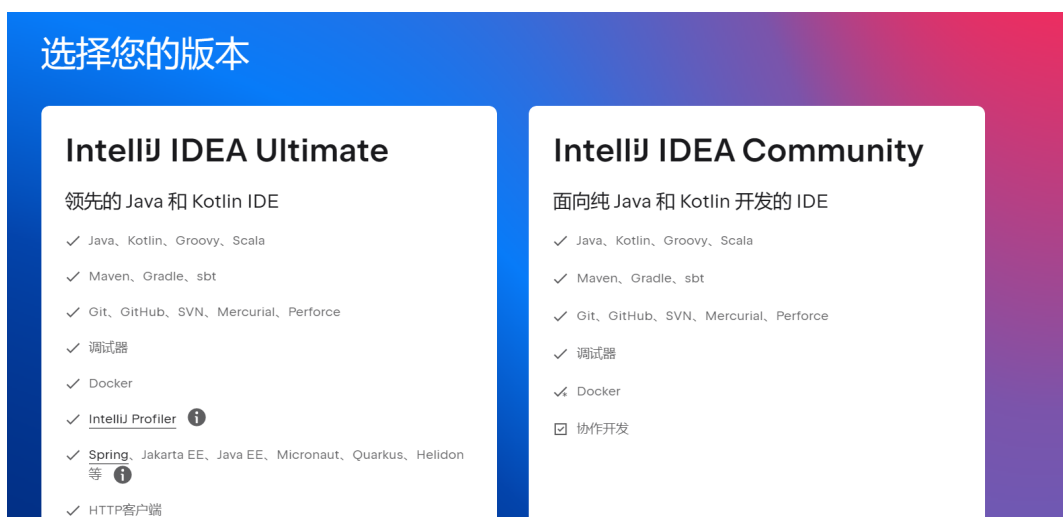 选择您的版本
IntelliJ IDEA Ultimate
领先的 Java 和 Kotlin IDE
Java、Kotlin、Groovy、Scala
Maven、Gradle、sbt
Git、GitHub、SVN、Mercurial、Perforce
调试器
Docker
IntelliJ Profiler
Spring、Jakarta EE、Java EE、Micronaut、Quarkus、Helidon
等
HTTP客户端
IntelliJ IDEA Community
面向纯 Java 和 Kotlin 开发的 IDE
Java、Kotlin、Groovy、Scala
Maven、Gradle、sbt
Git、GitHub、SVN、Mercurial、Perforce
调试器
Docker
协作开发